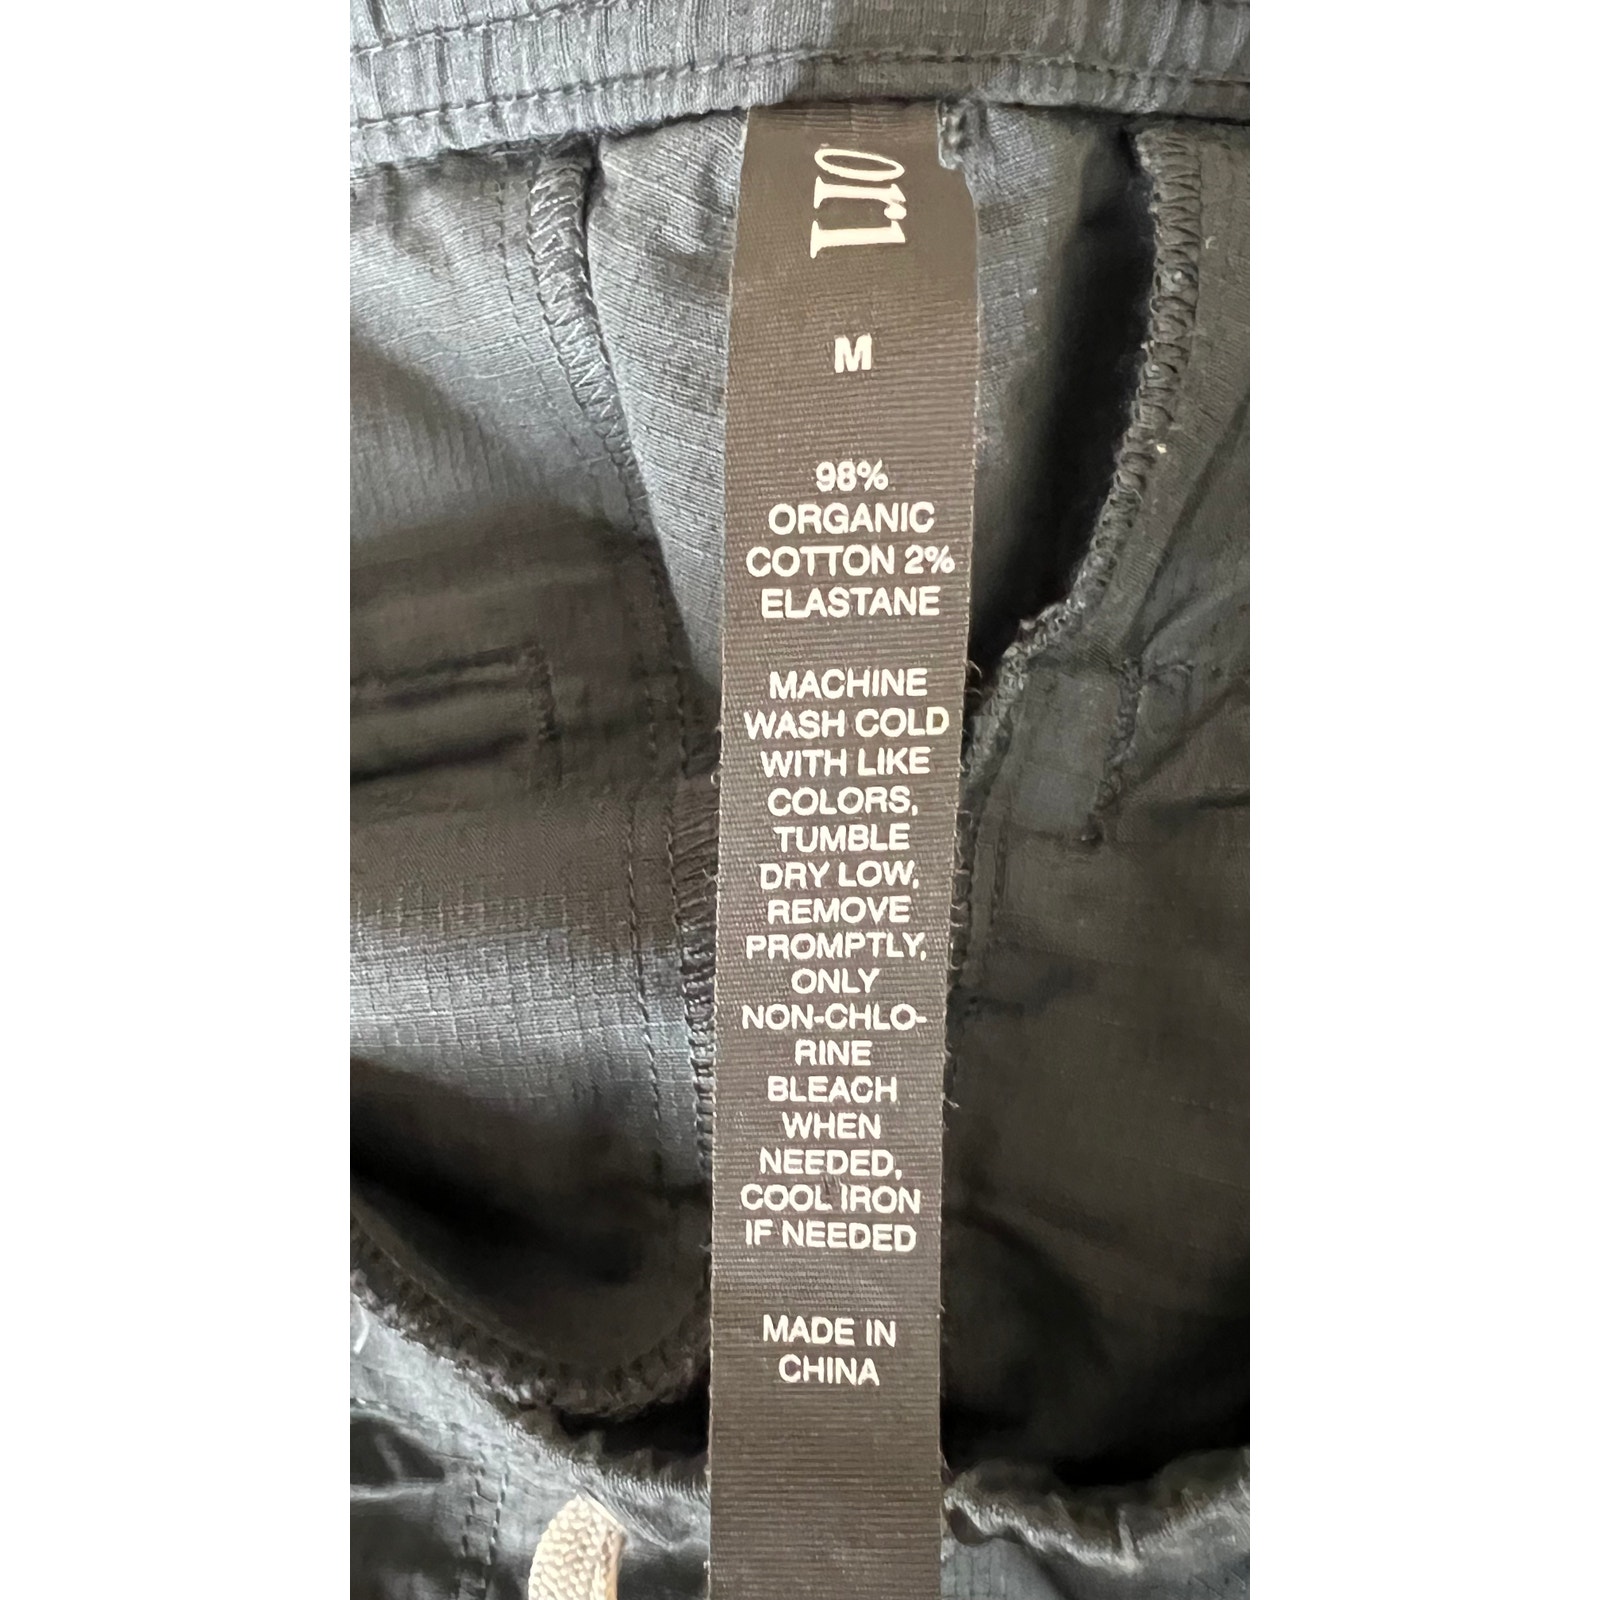 or1
M
98%
ORGANIC
COTTON 2%
ELASTANE
MACHINE
WASH COLD
WITH LIKE
COLORS,
TUMBLE
DRY LOW,
REMOVE
PROMPTLY,
ONLY
NON-CHLO-
RINE
BLEACH
WHEN
NEEDED,
COOL IRON
IF NEEDED
MADE IN
CHINA